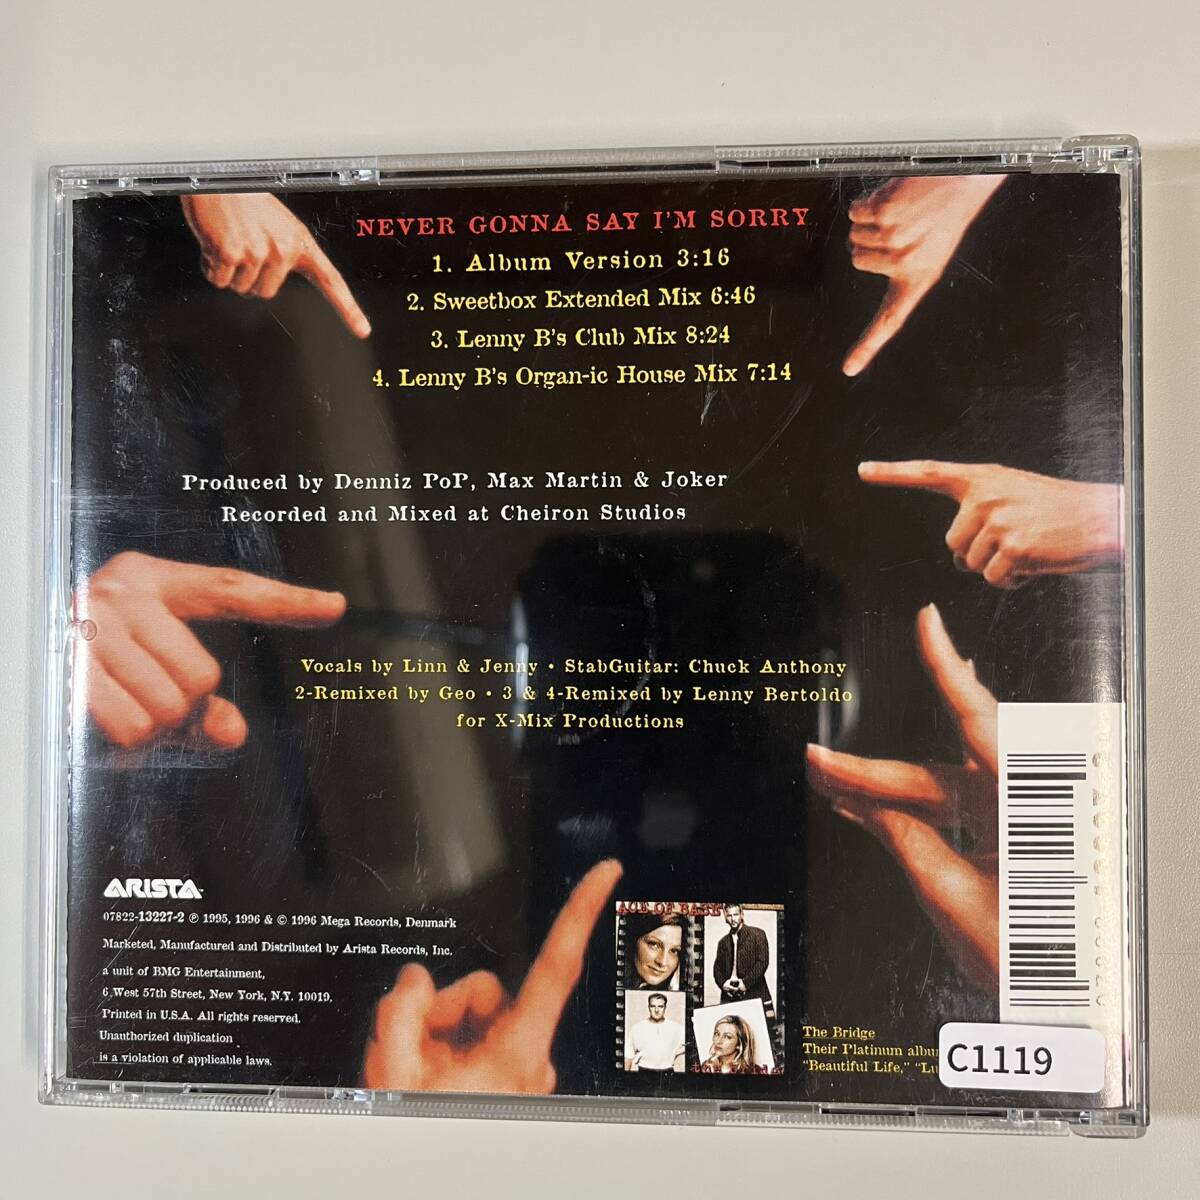 NEVER GONNA SAY I'M SORRY
1. Album Version 3:16
2. Sweetbox Extended Mix 6:46
3. Lenny B's Club Mix 8:24
4. Lenny B's Organ-ic House Mix 7:14
Produced by Denniz PoP, Max Martin & Joker
Recorded and Mixed at Cheiron Studios
Vocals by Linn & Jenny • StabGuitar: Chuck Anthony
2-Remixed by Geo • 3 & 4-Remixed by Lenny Bertoldo
for X-Mix Productions
ARISTA
07822-13227-2 ℗ 1995, 1996 & © 1996 Mega Records, Denmark
Marketed, Manufactured and Distributed by Arista Records, Inc.
a unit of BMG Entertainment,
6 West 57th Street, New York, N.Y. 10019.
Printed in U.S.A. All rights reserved.
Unauthorized duplication
is a violation of applicable laws.
ACE OF BASE
The Bridge
Their Platinum album
"Beautiful Life,"
C1119